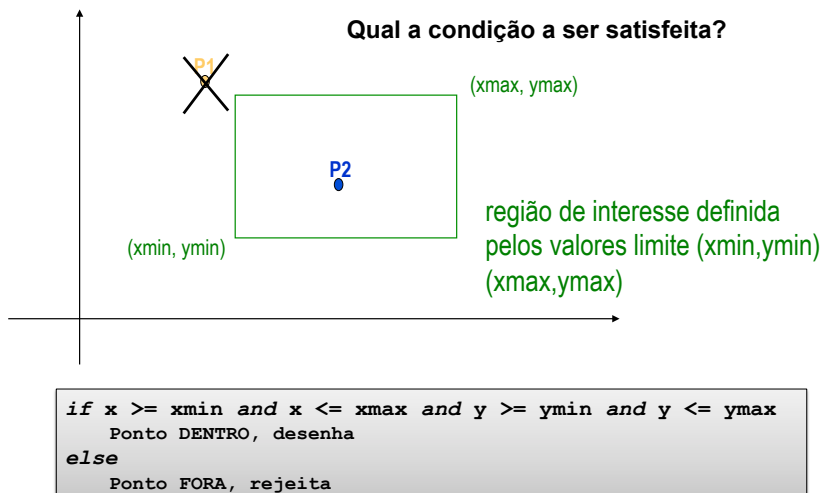 Qual a condição a ser satisfeita?
P1
(xmax, ymax)
P2
(xmin, ymin)
região de interesse definida
pelos valores limite (xmin,ymin)
(xmax,ymax)
if x >= xmin and x <= xmax and y >= ymin and y <= ymax
Ponto DENTRO, desenha
else
Ponto FORA, rejeita